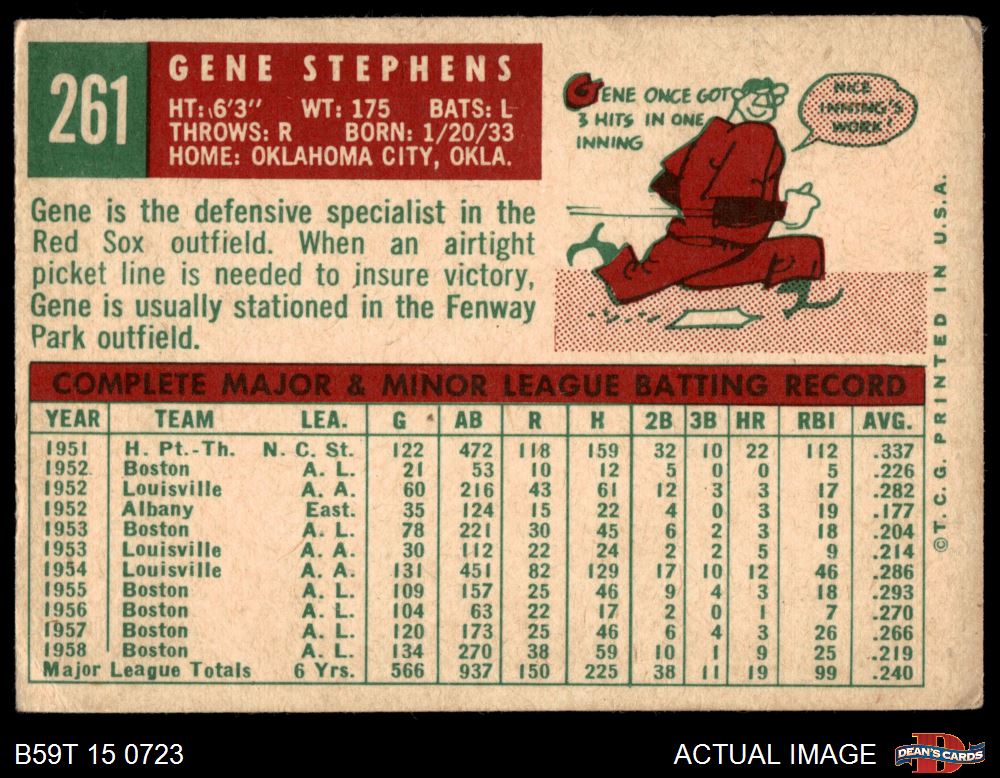 261
GENE STEPHENS
HT: 6'3" WT: 175 BATS: L
THROWS: R BORN: 1/20/33
HOME: OKLAHOMA CITY, OKLA.
Gene is the defensive specialist in the
Red Sox outfield. When an airtight
picket line is needed to insure victory,
Gene is usually stationed in the Fenway
Park outfield.
GENE ONCE GOT
3 HITS IN ONE
INNING
NICE
INNING'S
WORK!
COMPLETE MAJOR & MINOR LEAGUE BATTING RECORD
YEAR TEAM LEA. G AB R H 2B 3B HR RBI AVG.
1951 H. Pt.-Th. N. C. St. 122 472 118 159 32 10 22 112 .337
1952 Boston A. L. 21 53 10 12 5 0 0 5 .226
1952 Louisville A. A. 60 216 43 61 12 3 3 17 .282
1952 Albany East. 35 124 15 22 4 0 3 19 .177
1953 Boston A. L. 78 221 30 45 6 2 3 18 .204
1953 Louisville A. A. 30 112 22 24 2 2 5 9 .214
1954 Louisville A. A. 131 451 82 129 17 10 12 46 .286
1955 Boston A. L. 109 157 25 46 9 4 3 18 .293
1956 Boston A. L. 104 63 22 17 2 0 1 7 .270
1957 Boston A. L. 120 173 25 46 6 4 3 26 .266
1958 Boston A. L. 134 270 38 59 10 1 9 25 .219
Major League Totals 6 Yrs. 566 937 150 225 38 11 19 99 .240
©T.C.G. PRINTED IN U.S.A.
B59T 15 0723
ACTUAL IMAGE
DEAN'S CARDS